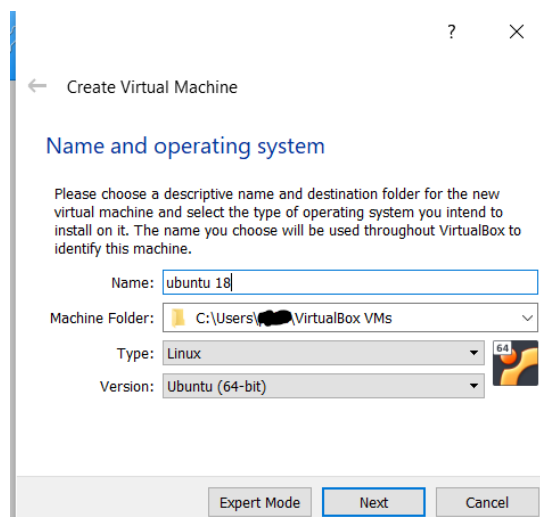 ?
Create Virtual Machine
Name and operating system
Please choose a descriptive name and destination folder for the new
virtual machine and select the type of operating system you intend to
install on it. The name you choose will be used throughout VirtualBox to
identify this machine.
Name: ubuntu 18
Machine Folder: C:\Users\ \VirtualBox VMs
Type: Linux
64
Version: Ubuntu (64-bit)
Expert Mode Next Cancel